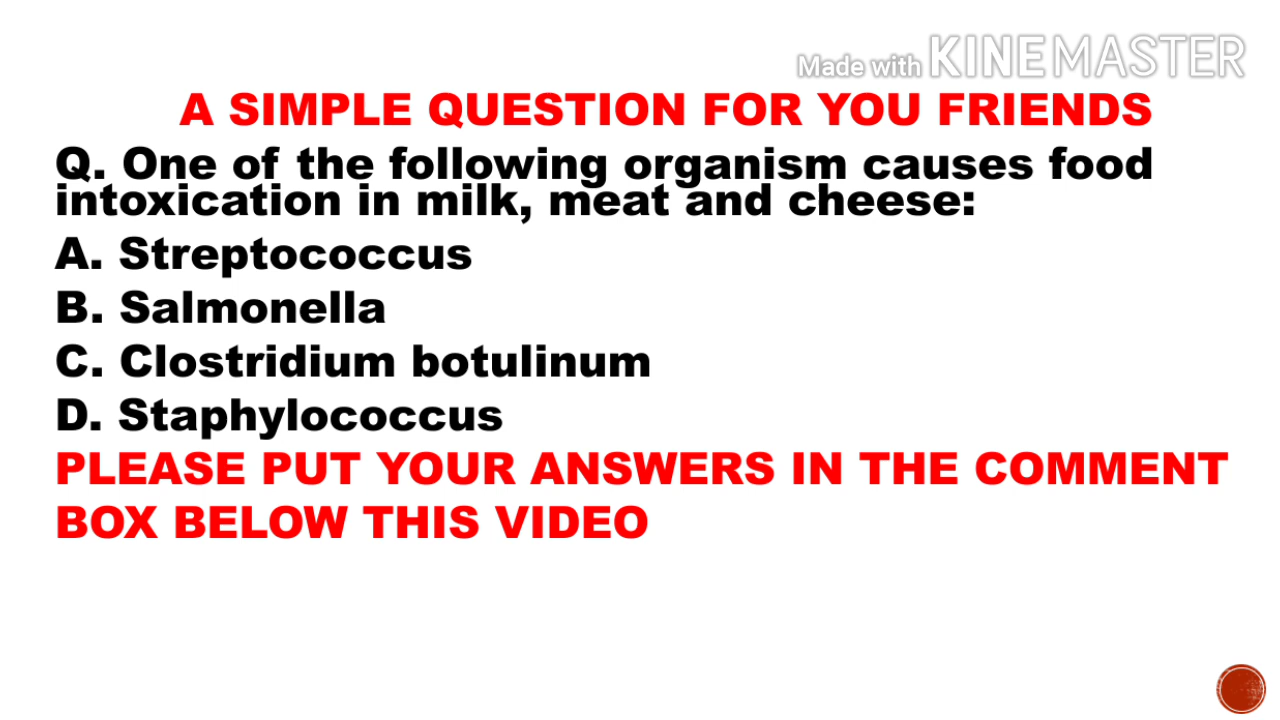 Made with KINEMASTER
A SIMPLE QUESTION FOR YOU FRIENDS
Q. One of the following organism causes food
intoxication in milk, meat and cheese:
A. Streptococcus
B. Salmonella
C. Clostridium botulinum
D. Staphylococcus
PLEASE PUT YOUR ANSWERS IN THE COMMENT
BOX BELOW THIS VIDEO